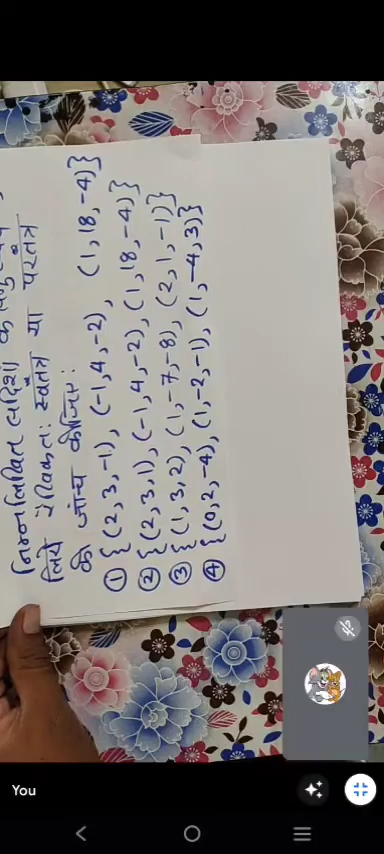 निम्नलिखित सदिशों के
लिये रैखिकतः स्वतंत्र या परतंत्र
की जांच कीजिए:
① {(2, 3, -1), (-1, 4, -2), (1, 18, -4)}
② {(2, 3, 1), (-1, 4, -2), (1, 18, -4)}
③ {(1, 3, 2), (1, -7, -8), (2, 1, -1)}
④ {(0, 2, -4), (1, -2, -1), (1, -4, 3)}
You